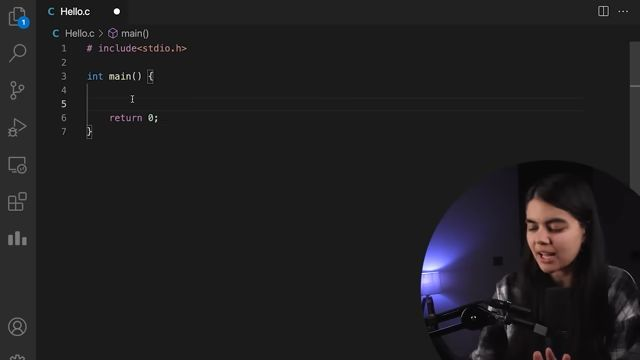 Hello.c
1
Hello.c > main()
1 # include<stdio.h>
2
3 int main() {
4
5
6 return 0;
7 }